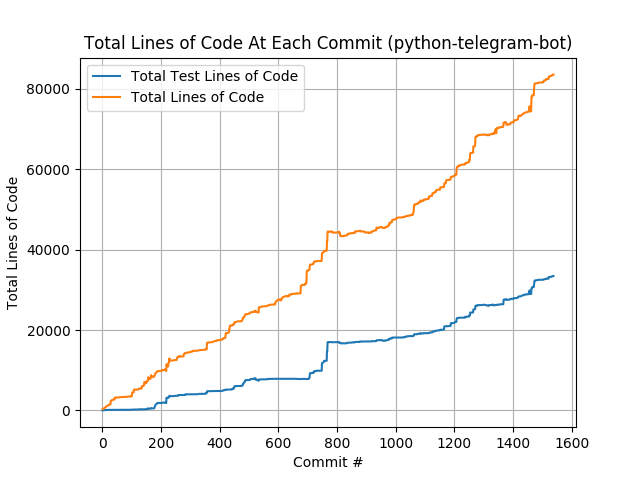 Total Lines of Code At Each Commit (python-telegram-bot)
Total Test Lines of Code
Total Lines of Code
Total Lines of Code
80000
60000
40000
20000
0
0 200 400 600 800 1000 1200 1400 1600
Commit #